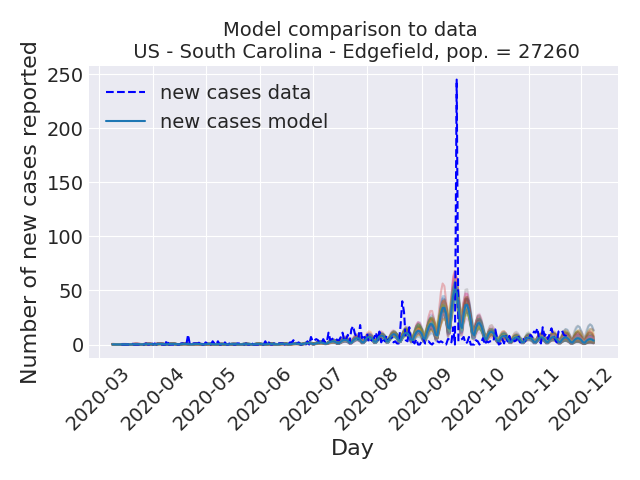 Model comparison to data
US - South Carolina - Edgefield, pop. = 27260
Number of new cases reported
250
200
150
100
50
0
new cases data
new cases model
2020-03
2020-04
2020-05
2020-06
2020-07
2020-08
2020-09
2020-10
2020-11
2020-12
Day